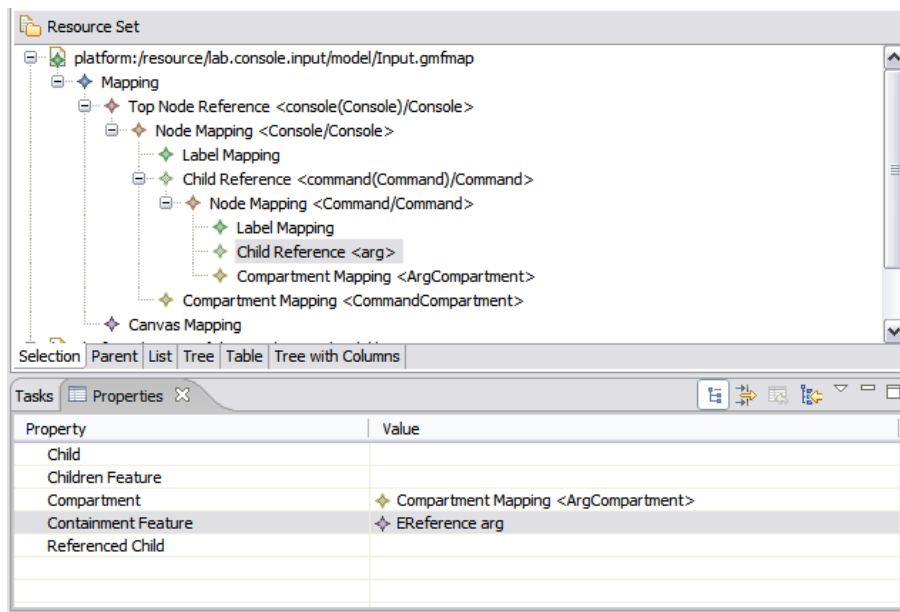 Resource Set
platform:/resource/lab.console.input/model/Input.gmfmap
Mapping
Top Node Reference <console(Console)/Console>
Node Mapping <Console/Console>
Label Mapping
Child Reference <command(Command)/Command>
Node Mapping <Command/Command>
Label Mapping
Child Reference <arg>
Compartment Mapping <ArgCompartment>
Compartment Mapping <CommandCompartment>
Canvas Mapping
Selection Parent List Tree Table Tree with Columns
Tasks Properties
Property Value
Child
Children Feature
Compartment Compartment Mapping <ArgCompartment>
Containment Feature EReference arg
Referenced Child